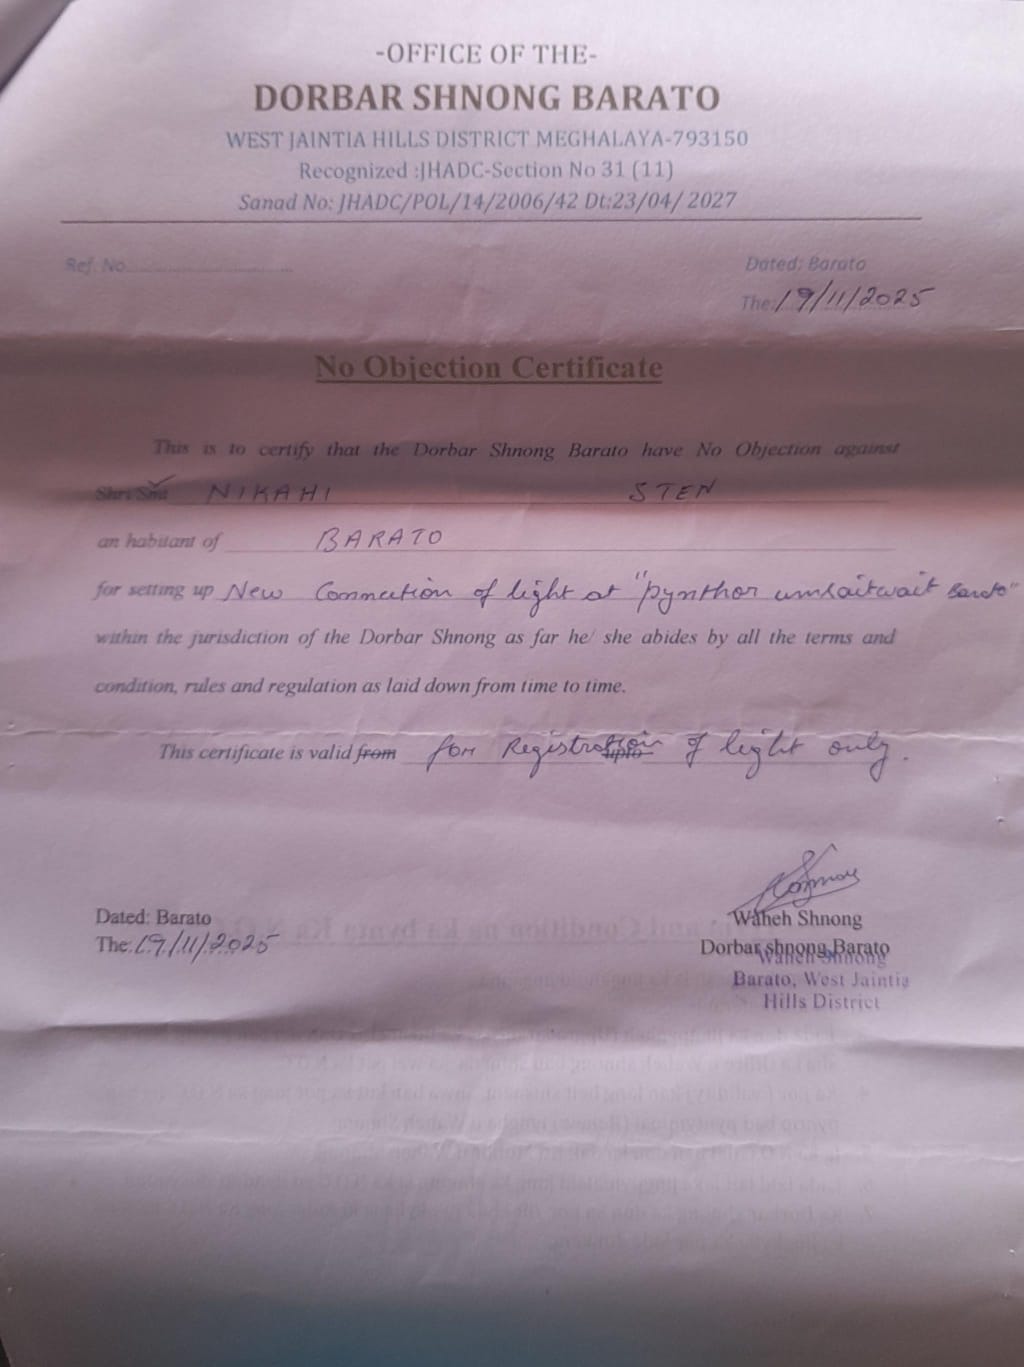 -OFFICE OF THE-
DORBAR SHNONG BARATO
WEST JAINTIA HILLS DISTRICT MEGHALAYA-793150
Recognized :JHADC-Section No 31 (11)
Sanad No: JHADC/POL/14/2006/42 Dt:23/04/ 2027
Ref. No.
Dated: Barato
The: 19/11/2025
No Objection Certificate
This is to certify that the Dorbar Shnong Barato have No Objection against
Shri/Smt NIKAHI STEN
an habitant of BARATO
for setting up New Connection of light at "pynthor umsaitwait Barato"
within the jurisdiction of the Dorbar Shnong as far he/ she abides by all the terms and
condition, rules and regulation as laid down from time to time.
This certificate is valid from for Registration upto of light only.
Dated: Barato
The: 19/11/2025
Waheh Shnong
Dorbar shnong Barato
Waheh Shnong
Barato, West Jaintia
Hills District